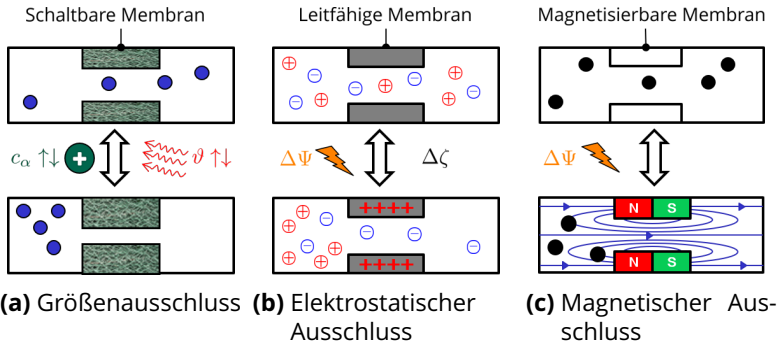 Schaltbare Membran
Leitfähige Membran
Magnetisierbare Membran
c_α ↑↓ + ϑ ↑↓
ΔΨ Δζ
ΔΨ
+ + + +
+ + + +
N S
N S
(a) Größenausschluss
(b) Elektrostatischer
Ausschluss
(c) Magnetischer Aus-
schluss